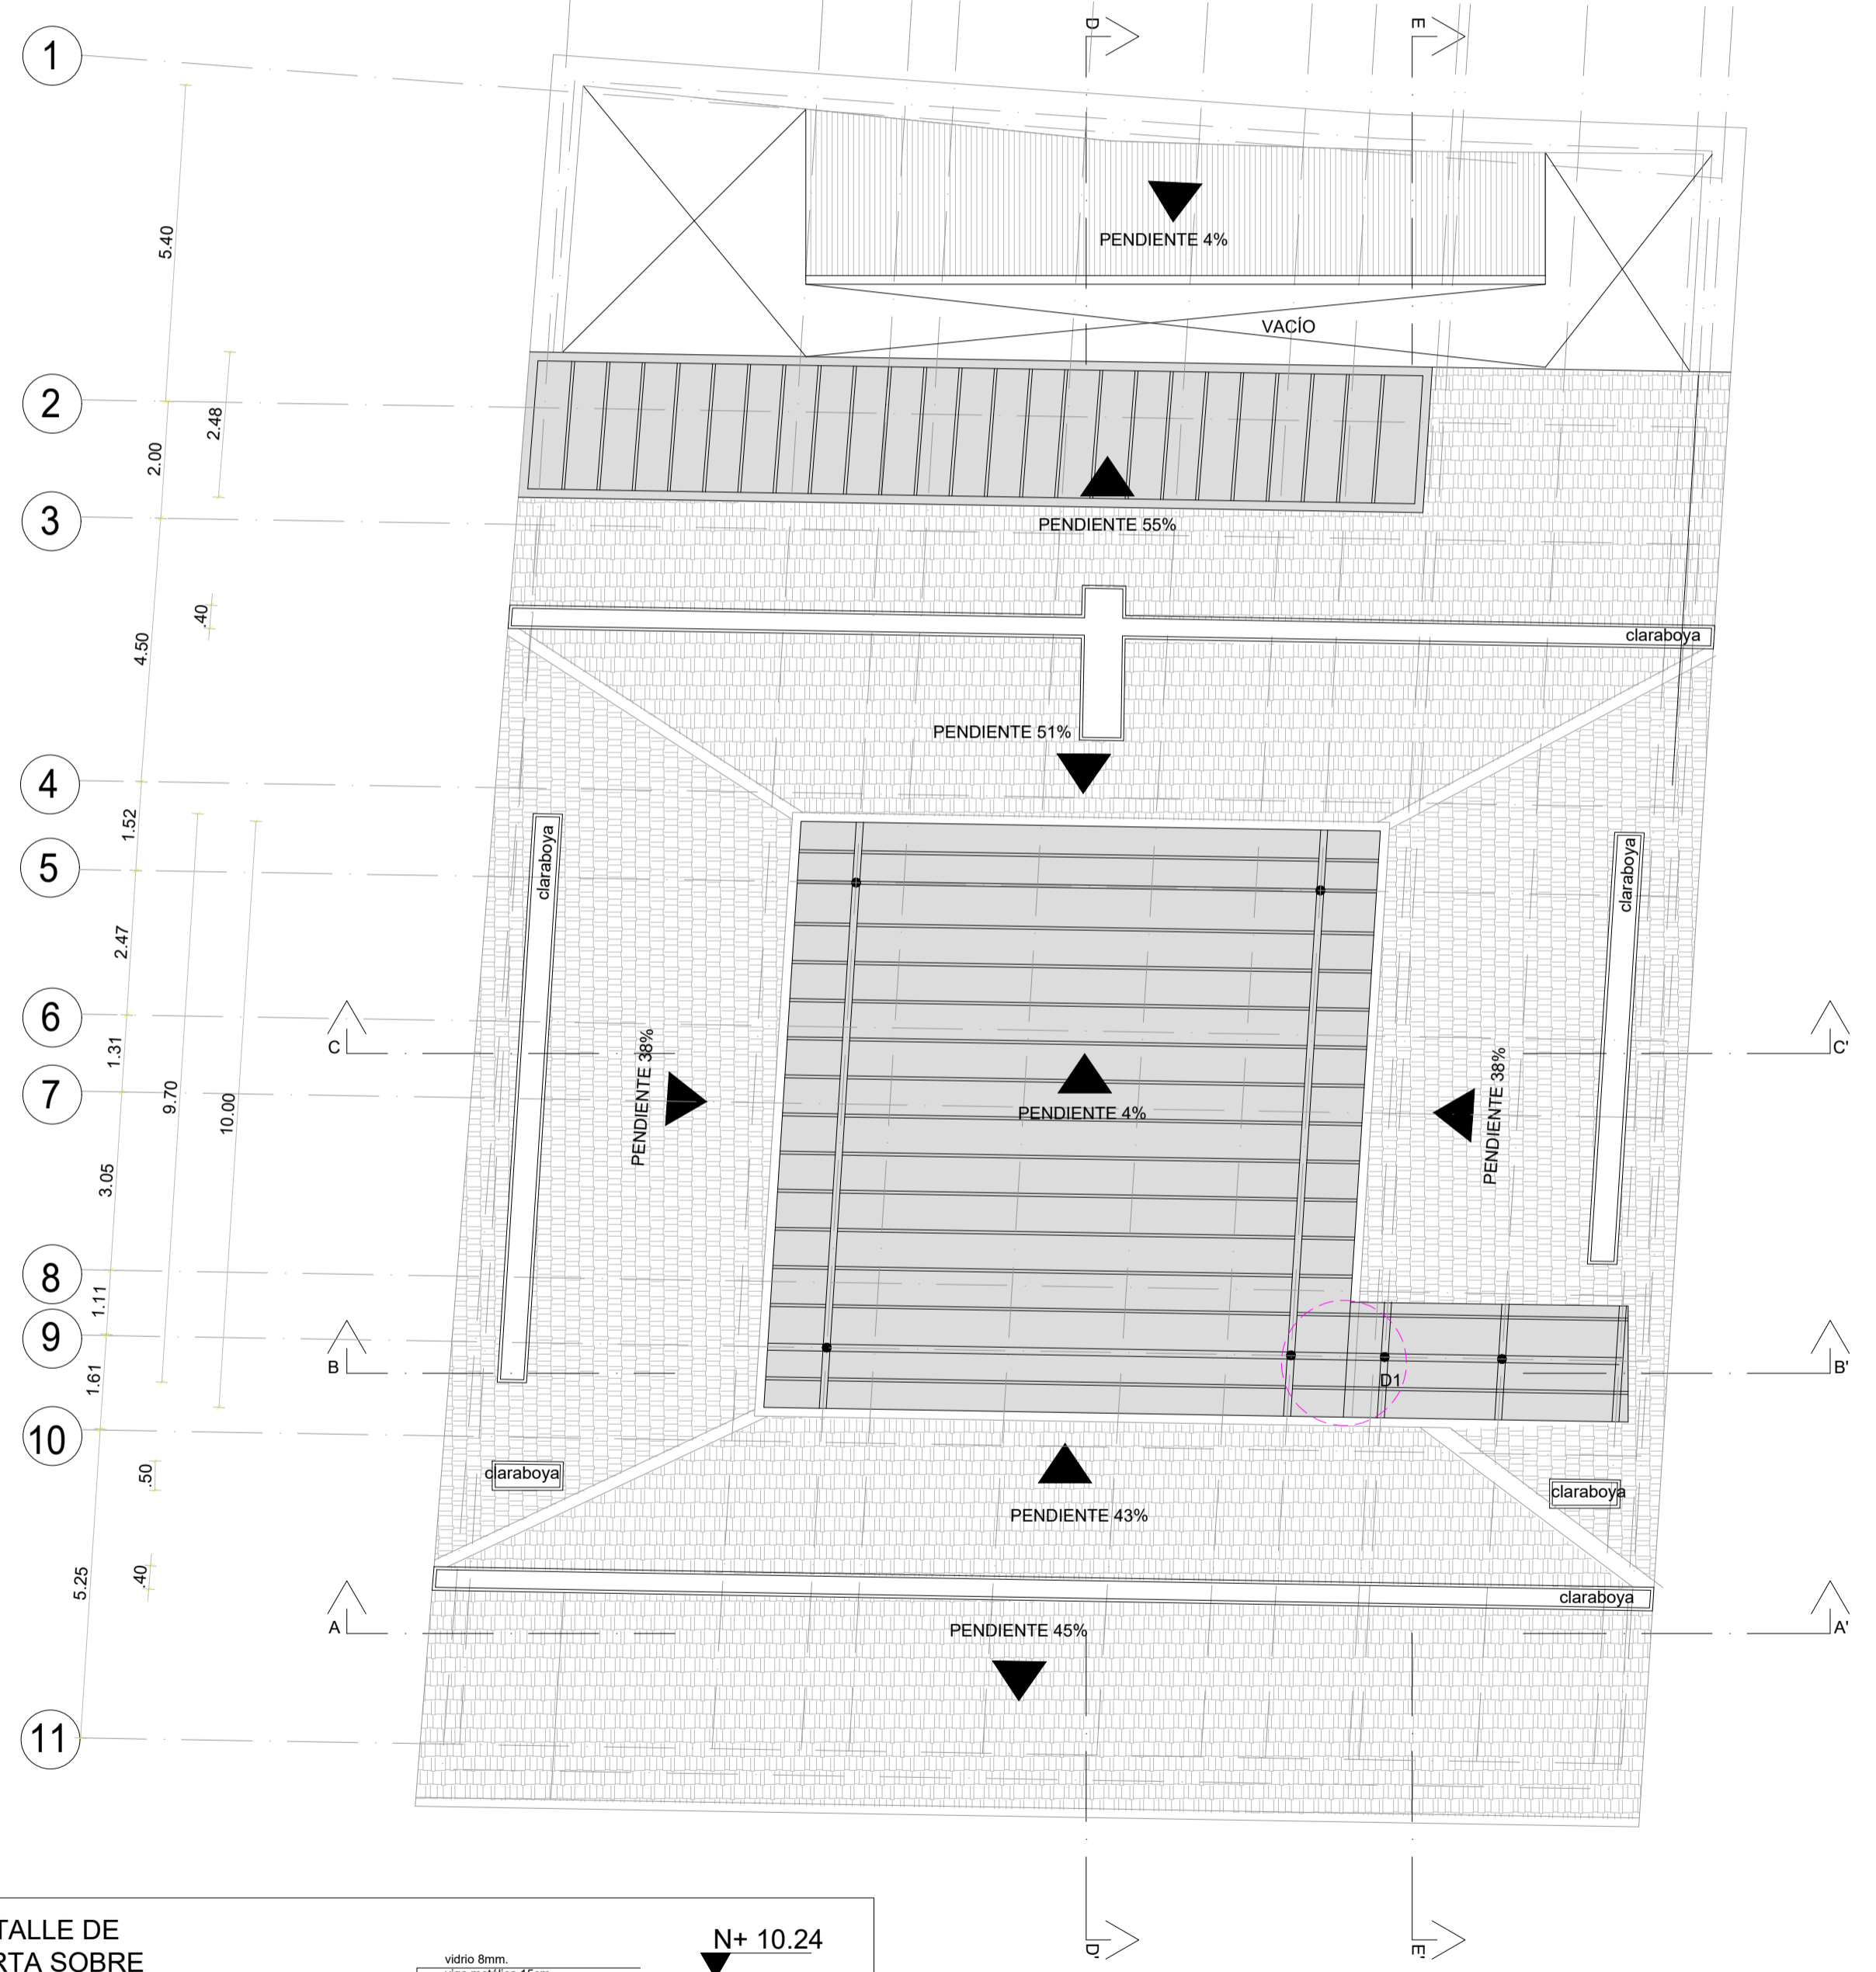 D
E
1
5.40
PENDIENTE 4%
VACÍO
2
2.48
2.00
3
PENDIENTE 55%
.40
4.50
claraboya
PENDIENTE 51%
4
1.52
claraboya
claraboya
5
2.47
6
C
C'
1.31
PENDIENTE 38%
PENDIENTE 38%
7
9.70
10.00
PENDIENTE 4%
3.05
8
1.11
9
B
B'
1.61
D1
10
.50
claraboya
claraboya
PENDIENTE 43%
5.25
.40
claraboya
A
A'
PENDIENTE 45%
11
TALLE DE
RTA SOBRE
N+ 10.24
vidrio 8mm.
D'
E'